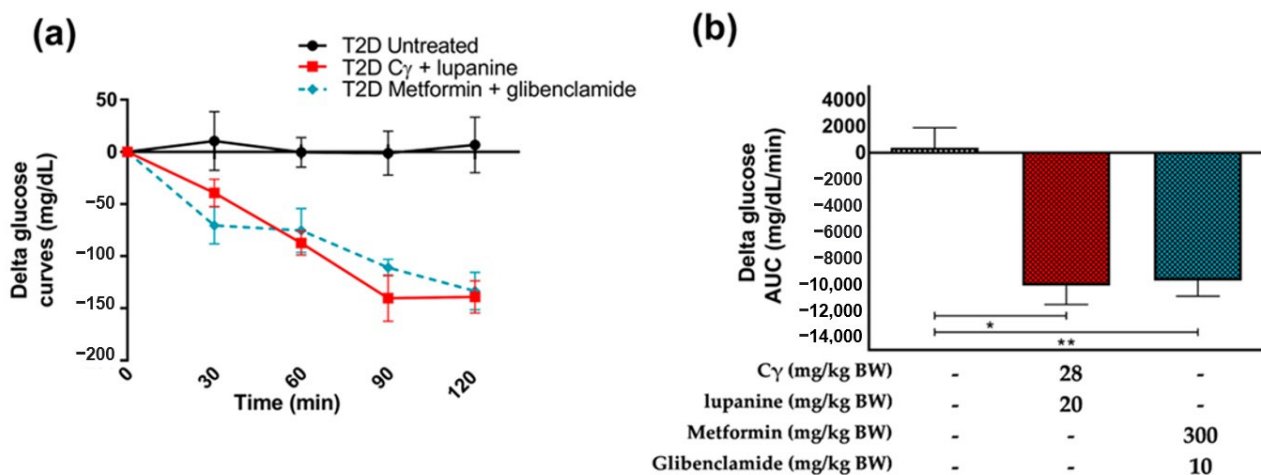 (a)
T2D Untreated
T2D Cγ + lupanine
T2D Metformin + glibenclamide
Delta glucose
curves (mg/dL)
50
0
−50
−100
−150
−200
0
30
60
90
120
Time (min)
(b)
Delta glucose
AUC (mg/dL/min)
4000
2000
0
−2000
−4000
−6000
−8000
−10,000
−12,000
−14,000
*
**
Cγ (mg/kg BW) - 28 -
lupanine (mg/kg BW) - 20 -
Metformin (mg/kg BW) - - 300
Glibenclamide (mg/kg BW) - - 10